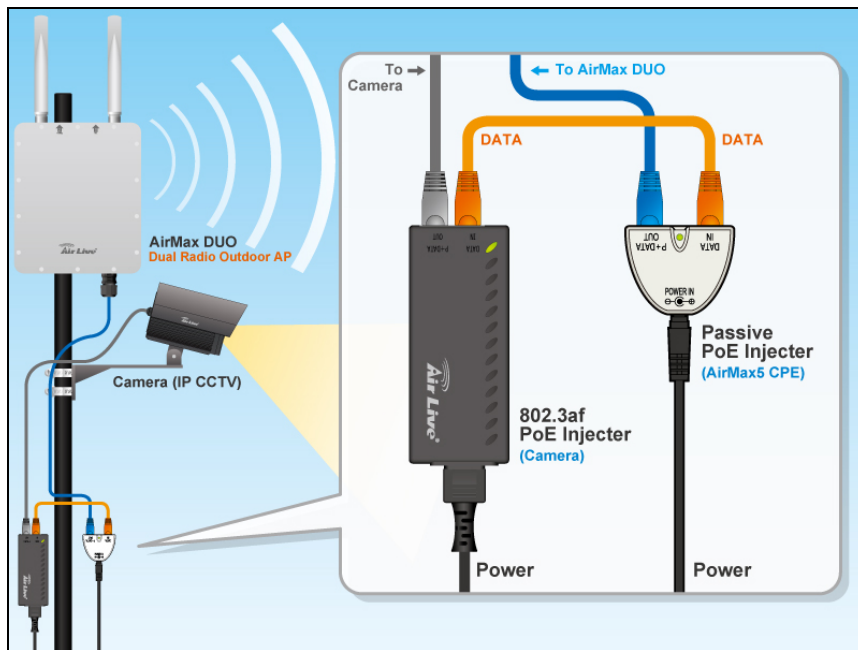 To
Camera
To AirMax DUO
DATA
DATA
P+DATA
OUT
DATA
IN
P+DATA
OUT
DATA
IN
POWER IN
Air Live
Air Live
AirMax DUO
Dual Radio Outdoor AP
Camera (IP CCTV)
Air Live®
Passive
PoE Injecter
(AirMax5 CPE)
802.3af
PoE Injecter
(Camera)
Power
Power